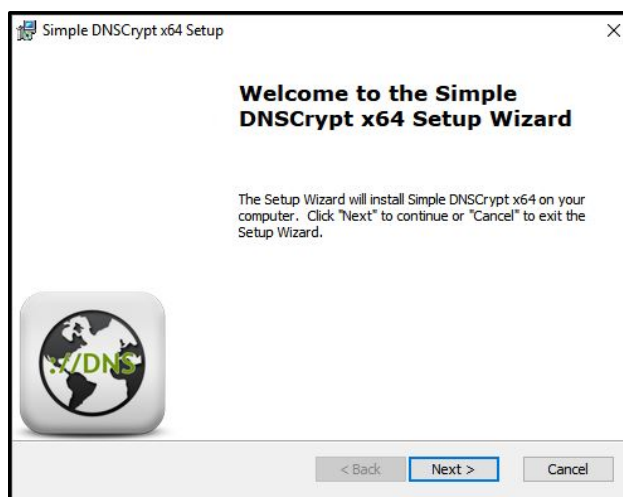 Simple DNSCrypt x64 Setup
Welcome to the Simple
DNSCrypt x64 Setup Wizard
The Setup Wizard will install Simple DNSCrypt x64 on your
computer. Click "Next" to continue or "Cancel" to exit the
Setup Wizard.
://DNS
< Back
Next >
Cancel